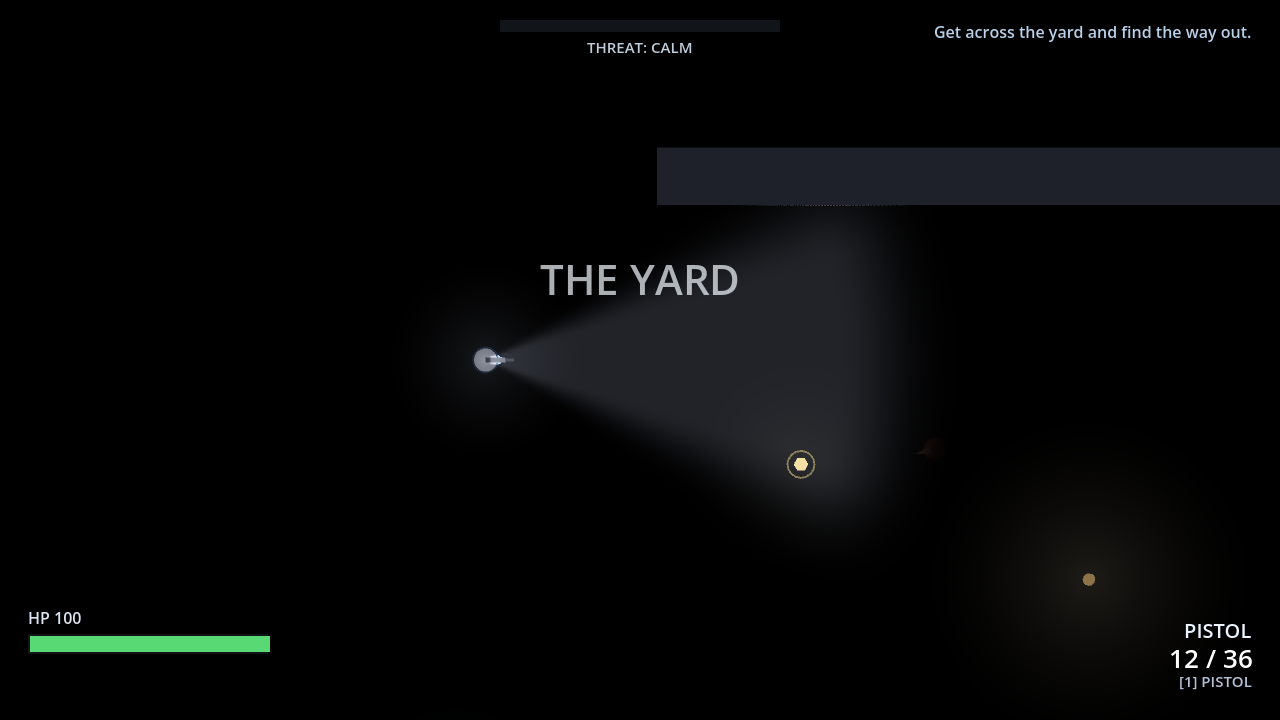 THREAT: CALM
Get across the yard and find the way out.
THE YARD
HP 100
PISTOL
12 / 36
[1] PISTOL